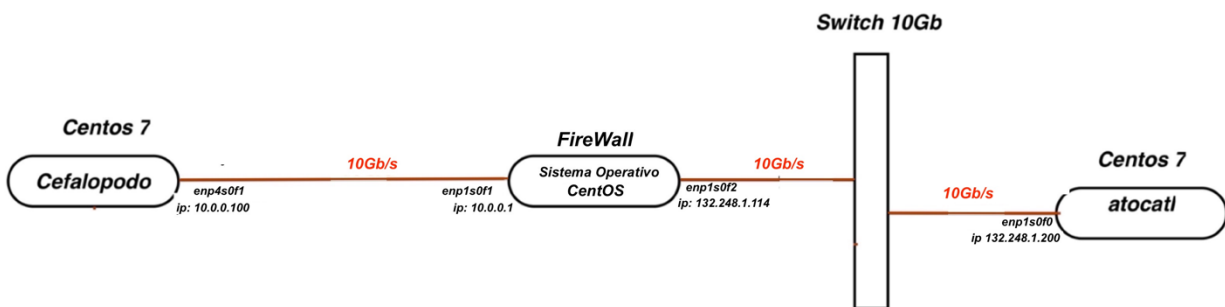 Switch 10Gb
Centos 7
FireWall
Centos 7
10Gb/s
10Gb/s
Cefalopodo
Sistema Operativo
CentOS
enp4s0f1
ip: 10.0.0.100
enp1s0f1
ip: 10.0.0.1
enp1s0f2
ip: 132.248.1.114
10Gb/s
atocatl
enp1s0f0
ip 132.248.1.200